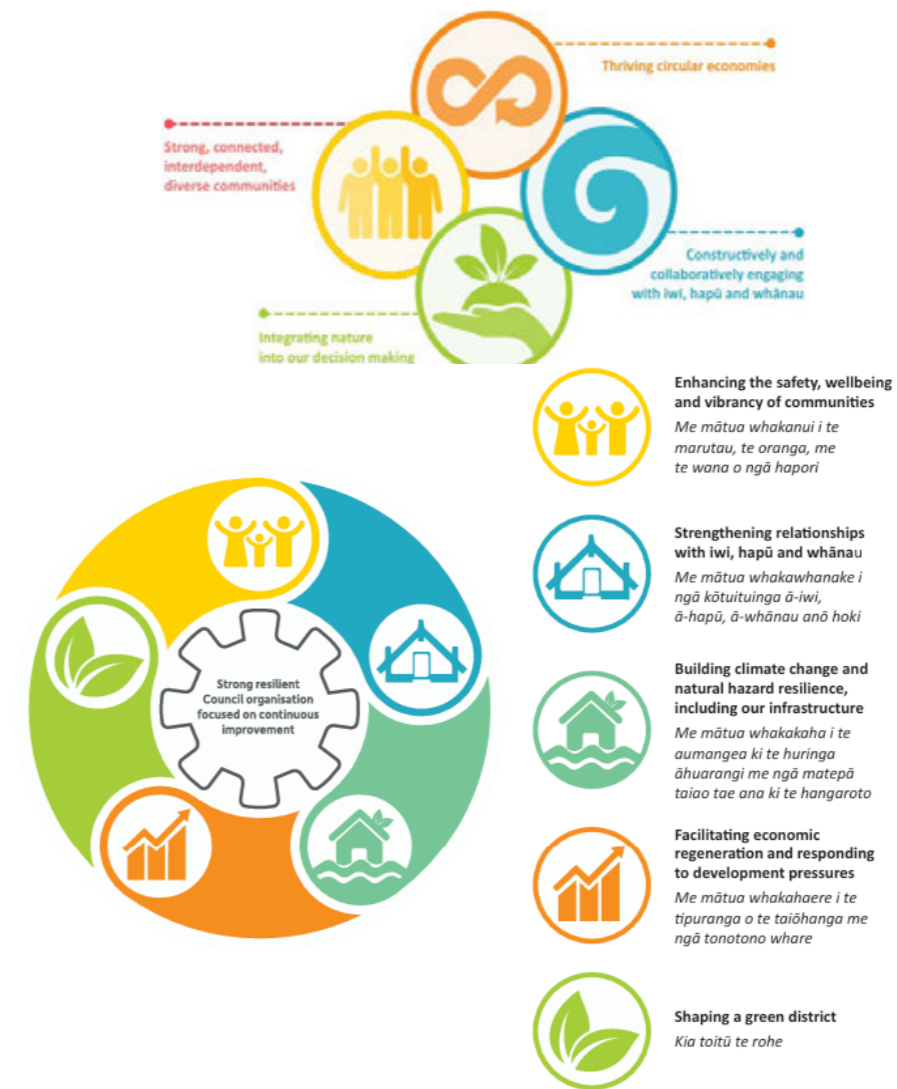 Thriving circular economies
Strong, connected,
interdependent,
diverse communities
Constructively and
collaboratively engaging
with iwi, hapū and whānau
Integrating nature
into our decision making
Enhancing the safety, wellbeing
and vibrancy of communities
Me mātua whakanui i te
marutau, te oranga, me
te wana o ngā hapori
Strengthening relationships
with iwi, hapū and whānau
Me mātua whakawhanake i
ngā kōtuituinga ā-iwi,
ā-hapū, ā-whānau anō hoki
Strong resilient
Council organisation
focused on continuous
improvement
Building climate change and
natural hazard resilience,
including our infrastructure
Me mātua whakakaha i te
aumangea ki te huringa
āhuarangi me ngā matepā
taiao tae ana ki te hangaroto
Facilitating economic
regeneration and responding
to development pressures
Me mātua whakahaere i te
tipuranga o te taiōhanga me
ngā tonotono whare
Shaping a green district
Kia toitū te rohe